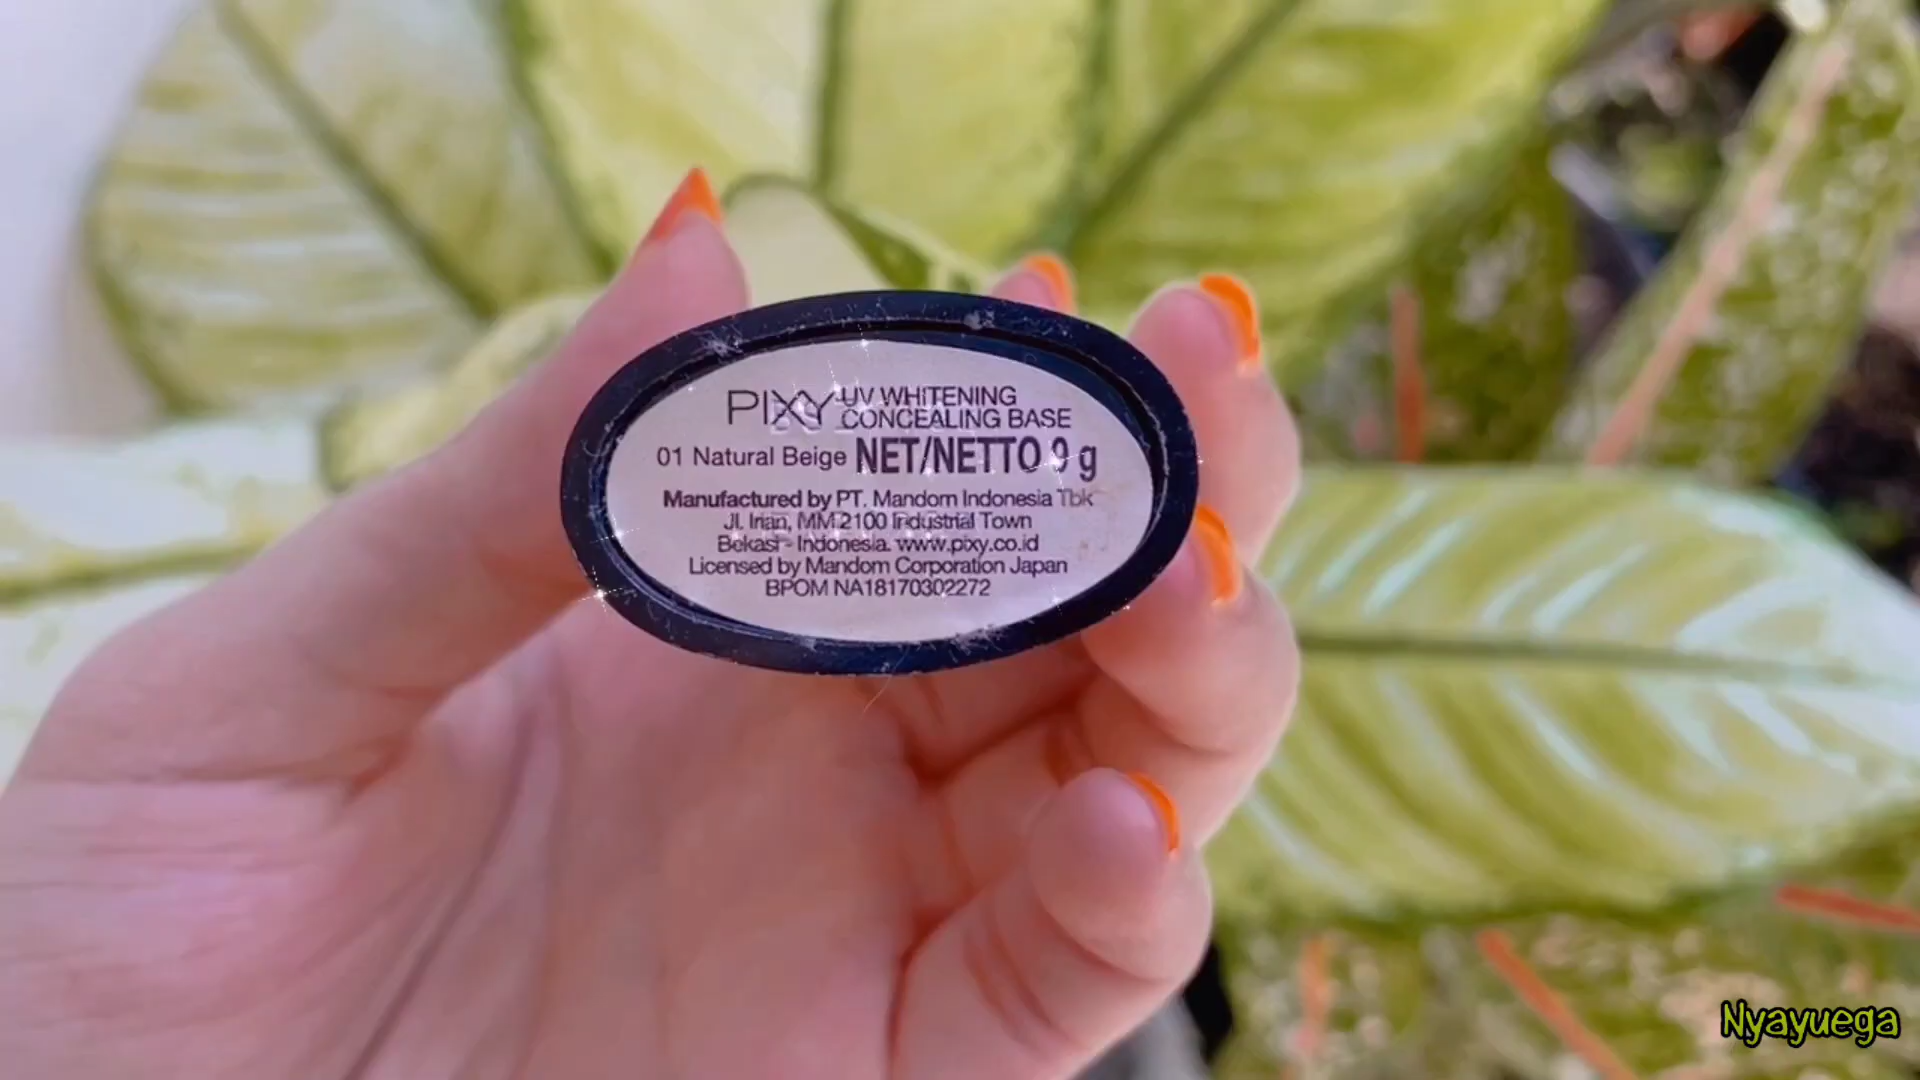 PIXY UV WHITENING
CONCEALING BASE
01 Natural Beige NET/NETTO 9 g
Manufactured by PT. Mandom Indonesia Tbk
Jl. Irian, MM 2100 Industrial Town
Bekasi - Indonesia. www.pixy.co.id
Licensed by Mandom Corporation Japan
BPOM NA18170302272
Nyayuega